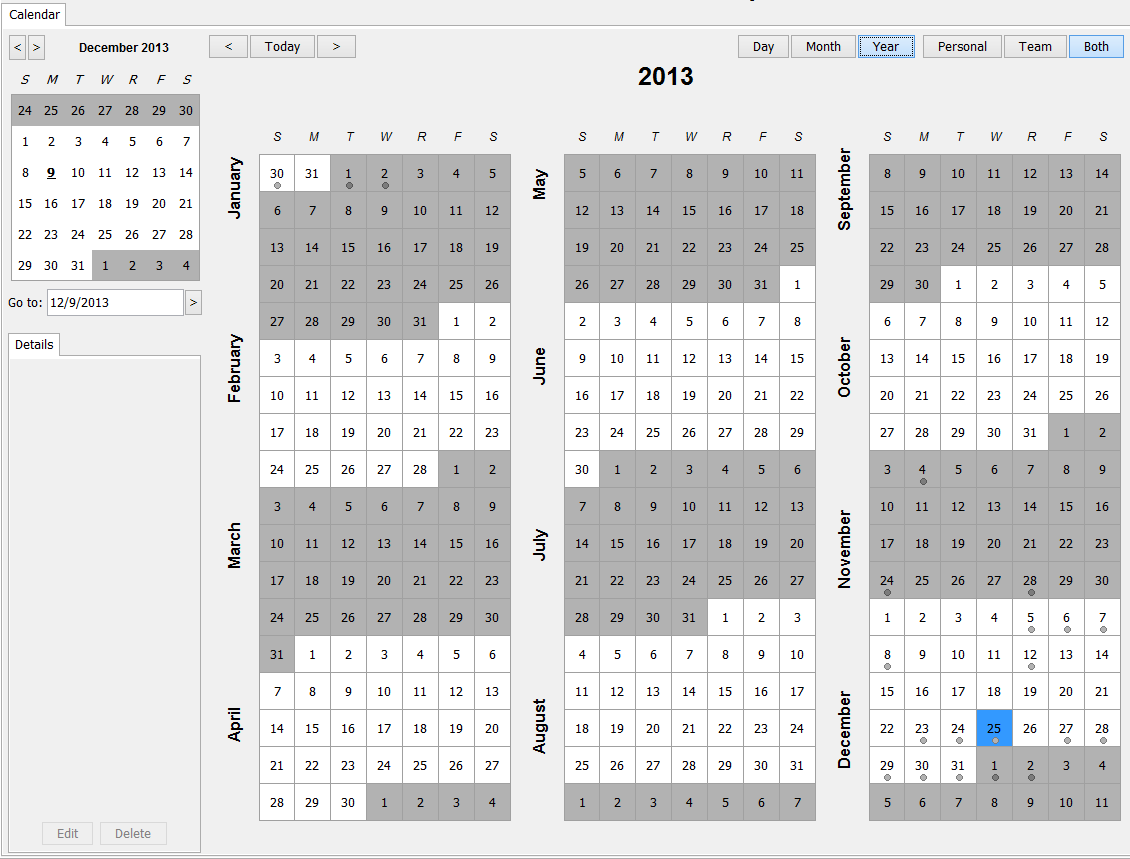 Calendar
< > December 2013
< Today >
Day Month Year Personal Team Both
2013
S M T W R F S
24 25 26 27 28 29 30
1 2 3 4 5 6 7
8 9 10 11 12 13 14
15 16 17 18 19 20 21
22 23 24 25 26 27 28
29 30 31 1 2 3 4
Go to: 12/9/2013 >
Details
Edit Delete
January
February
March
April
S M T W R F S
30 31 1 2 3 4 5
6 7 8 9 10 11 12
13 14 15 16 17 18 19
20 21 22 23 24 25 26
27 28 29 30 31 1 2
3 4 5 6 7 8 9
10 11 12 13 14 15 16
17 18 19 20 21 22 23
24 25 26 27 28 1 2
3 4 5 6 7 8 9
10 11 12 13 14 15 16
17 18 19 20 21 22 23
24 25 26 27 28 29 30
31 1 2 3 4 5 6
7 8 9 10 11 12 13
14 15 16 17 18 19 20
21 22 23 24 25 26 27
28 29 30 1 2 3 4
May
June
July
August
S M T W R F S
5 6 7 8 9 10 11
12 13 14 15 16 17 18
19 20 21 22 23 24 25
26 27 28 29 30 31 1
2 3 4 5 6 7 8
9 10 11 12 13 14 15
16 17 18 19 20 21 22
23 24 25 26 27 28 29
30 1 2 3 4 5 6
7 8 9 10 11 12 13
14 15 16 17 18 19 20
21 22 23 24 25 26 27
28 29 30 31 1 2 3
4 5 6 7 8 9 10
11 12 13 14 15 16 17
18 19 20 21 22 23 24
25 26 27 28 29 30 31
1 2 3 4 5 6 7
September
October
November
December
S M T W R F S
8 9 10 11 12 13 14
15 16 17 18 19 20 21
22 23 24 25 26 27 28
29 30 1 2 3 4 5
6 7 8 9 10 11 12
13 14 15 16 17 18 19
20 21 22 23 24 25 26
27 28 29 30 31 1 2
3 4 5 6 7 8 9
10 11 12 13 14 15 16
17 18 19 20 21 22 23
24 25 26 27 28 29 30
1 2 3 4 5 6 7
8 9 10 11 12 13 14
15 16 17 18 19 20 21
22 23 24 25 26 27 28
29 30 31 1 2 3 4
5 6 7 8 9 10 11